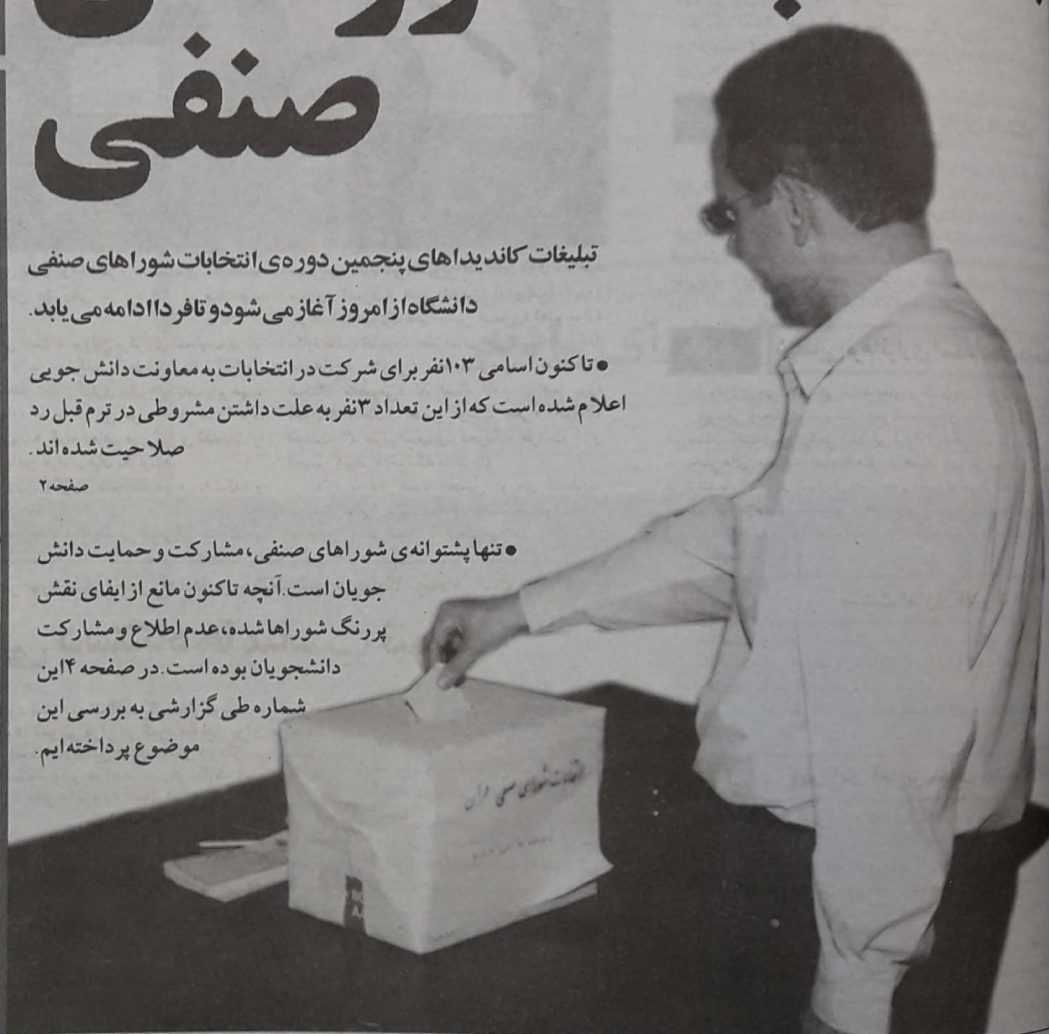 صنفی
تبلیغات کاندیداهای پنجمین دوره‌ی انتخابات شوراهای صنفی
دانشگاه از امروز آغاز می شود و تا فردا ادامه می یابد.
● تاکنون اسامی ۱۰۳ نفر برای شرکت در انتخابات به معاونت دانش جویی
اعلام شده است که از این تعداد ۳ نفر به علت داشتن مشروطی در ترم قبل رد
صلاحیت شده اند.
صفحه ۲
● تنها پشتوانه‌ی شوراهای صنفی، مشارکت و حمایت دانش
جویان است. آنچه تاکنون مانع از ایفای نقش
پررنگ شوراها شده، عدم اطلاع و مشارکت
دانشجویان بوده است. در صفحه ۴ این
شماره طی گزارشی به بررسی این
موضوع پرداخته ایم.
انتخابات شورای صنفی